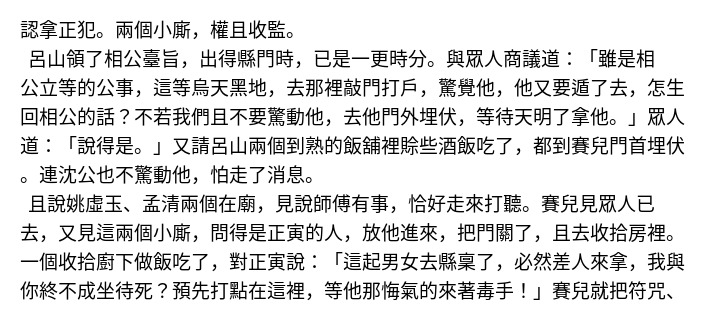 認拿正犯。兩個小廝，權且收監。
呂山領了相公臺旨，出得縣門時，已是一更時分。與眾人商議道：「雖是相
公立等的公事，這等烏天黑地，去那裡敲門打戶，驚覺他，他又要遁了去，怎生
回相公的話？不若我們且不要驚動他，去他門外埋伏，等待天明了拿他。」眾人
道：「說得是。」又請呂山兩個到熟的飯舖裡賒些酒飯吃了，都到賽兒門首埋伏
。連沈公也不驚動他，怕走了消息。
且說姚虛玉、孟清兩個在廟，見說師傅有事，恰好走來打聽。賽兒見眾人已
去，又見這兩個小廝，問得是正寅的人，放他進來，把門關了，且去收拾房裡。
一個收拾廚下做飯吃了，對正寅說：「這起男女去縣稟了，必然差人來拿，我與
你終不成坐待死？預先打點在這裡，等他那悔氣的來著毒手！」賽兒就把符咒、